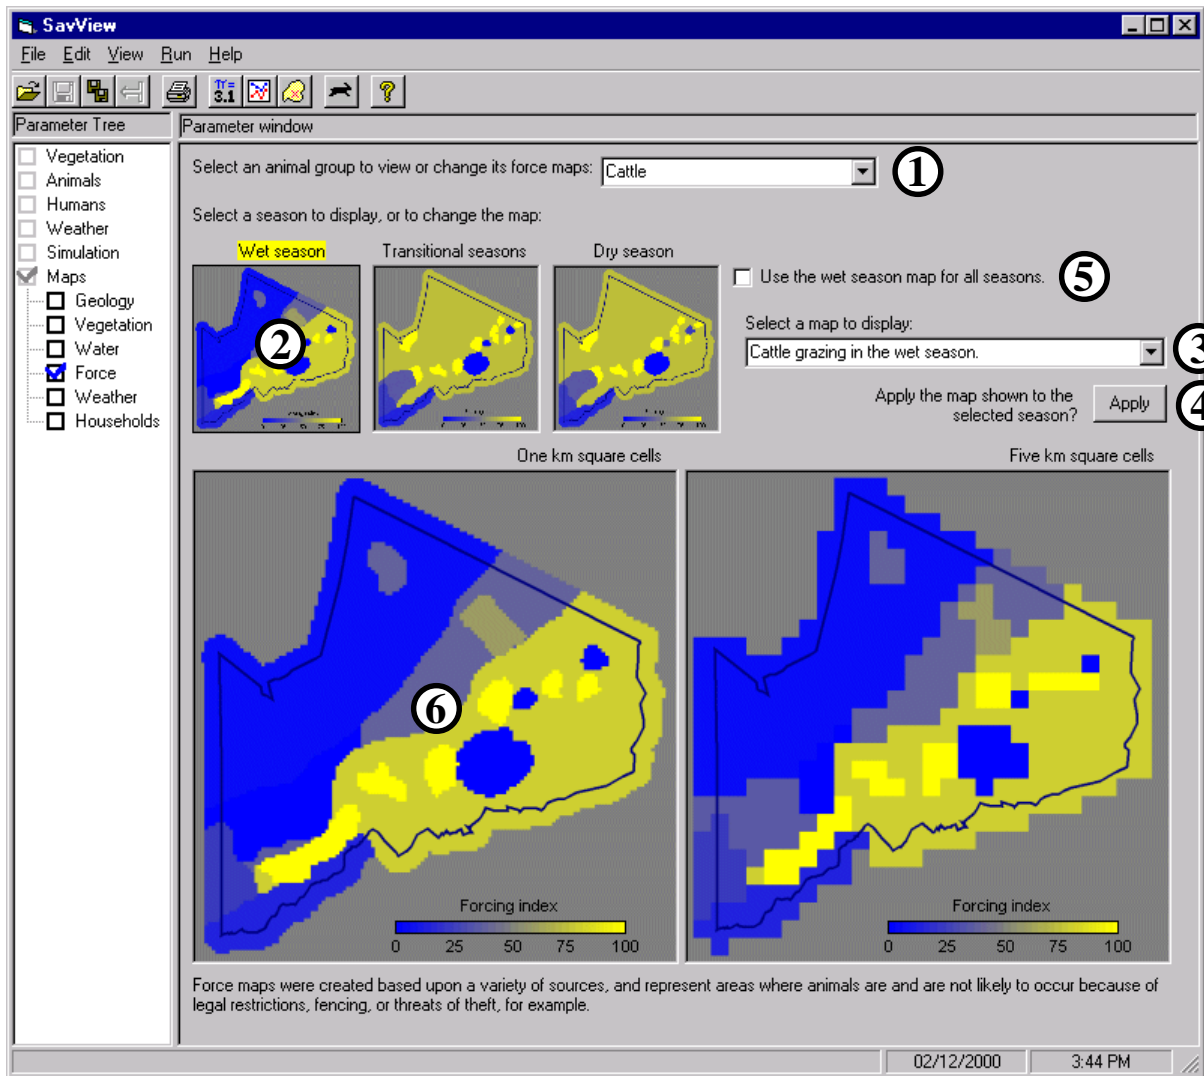 SavView
File Edit View Run Help
π= 3.1
Parameter Tree
Parameter window
Vegetation
Animals
Humans
Weather
Simulation
Maps
Geology
Vegetation
Water
Force
Weather
Households
Select an animal group to view or change its force maps: Cattle
1
Select a season to display, or to change the map:
Wet season Transitional seasons Dry season
2
Use the wet season map for all seasons.
5
Select a map to display:
Cattle grazing in the wet season.
3
Apply the map shown to the
selected season?
Apply
4
One km square cells
Five km square cells
6
Forcing index
0 25 50 75 100
Forcing index
0 25 50 75 100
Force maps were created based upon a variety of sources, and represent areas where animals are and are not likely to occur because of
legal restrictions, fencing, or threats of theft, for example.
02/12/2000 3:44 PM